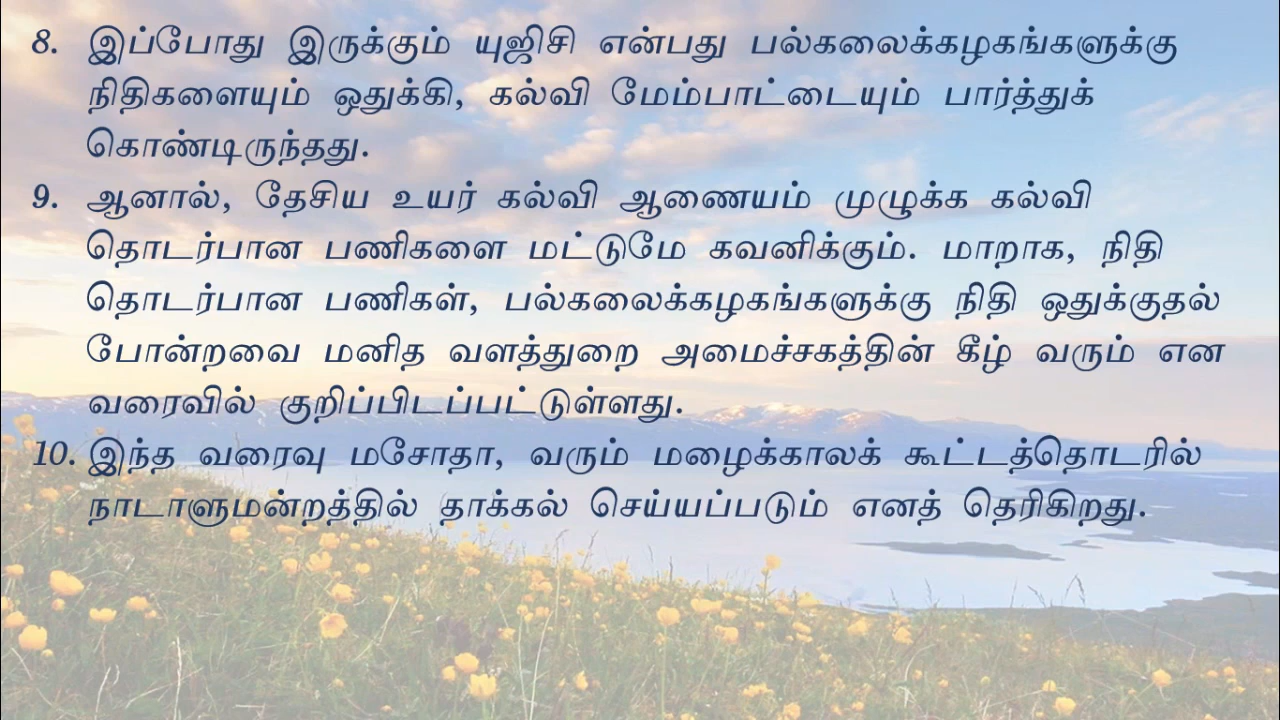 8. இப்போது இருக்கும் யுஜிசி என்பது பல்கலைக்கழகங்களுக்கு
நிதிகளையும் ஒதுக்கி, கல்வி மேம்பாட்டையும் பார்த்துக்
கொண்டிருந்தது.
9. ஆனால், தேசிய உயர் கல்வி ஆணையம் முழுக்க கல்வி
தொடர்பான பணிகளை மட்டுமே கவனிக்கும். மாறாக, நிதி
தொடர்பான பணிகள், பல்கலைக்கழகங்களுக்கு நிதி ஒதுக்குதல்
போன்றவை மனித வளத்துறை அமைச்சகத்தின் கீழ் வரும் என
வரைவில் குறிப்பிடப்பட்டுள்ளது.
10. இந்த வரைவு மசோதா, வரும் மழைக்காலக் கூட்டத்தொடரில்
நாடாளுமன்றத்தில் தாக்கல் செய்யப்படும் எனத் தெரிகிறது.